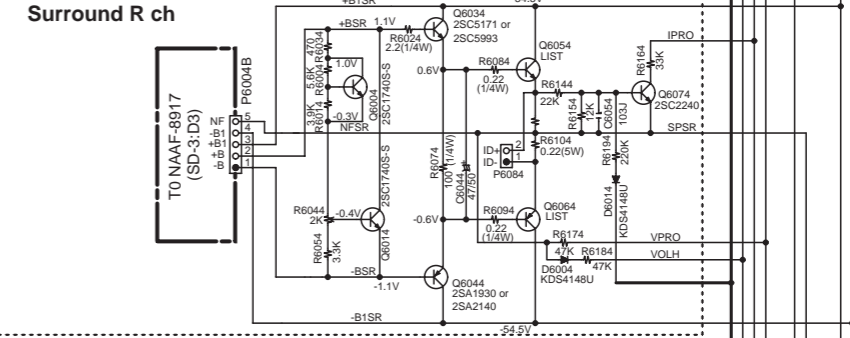 Surround R ch
+B1SR
54.5V
+BSR
1.1V
Q6034
2SC5171 or
2SC5993
R6024
2.2(1/4W)
470
R6034
1.0V
5.6K
R6004
3.9K
R6014
-0.3V
Q6004
2SC1740S-S
0.6V
R6084
0.22
(1/4W)
Q6054
LIST
IPRO
R6164
33K
R6144
22K
Q6074
2SC2240
R6154
12K
C6054
103J
P6004B
T0 NAAF-8917
(SD-3:D3)
NF 5
-B1 4
+B1 3
+B 2
-B 1
NFSR
SPSR
R6074
100 (1/4W)
C6044
47/50
ID+ 2
ID- 1
P6084
R6104
0.22(5W)
R6194
220K
2SC1740S-S
Q6014
R6044
2K
-0.4V
-0.6V
R6094
0.22
(1/4W)
Q6064
LIST
D6014
KDS4148U
R6054
3.3K
R6174
47K
VPRO
R6184
47K
VOLH
D6004
KDS4148U
-BSR
-1.1V
Q6044
2SA1930 or
2SA2140
-B1SR
-54.5V